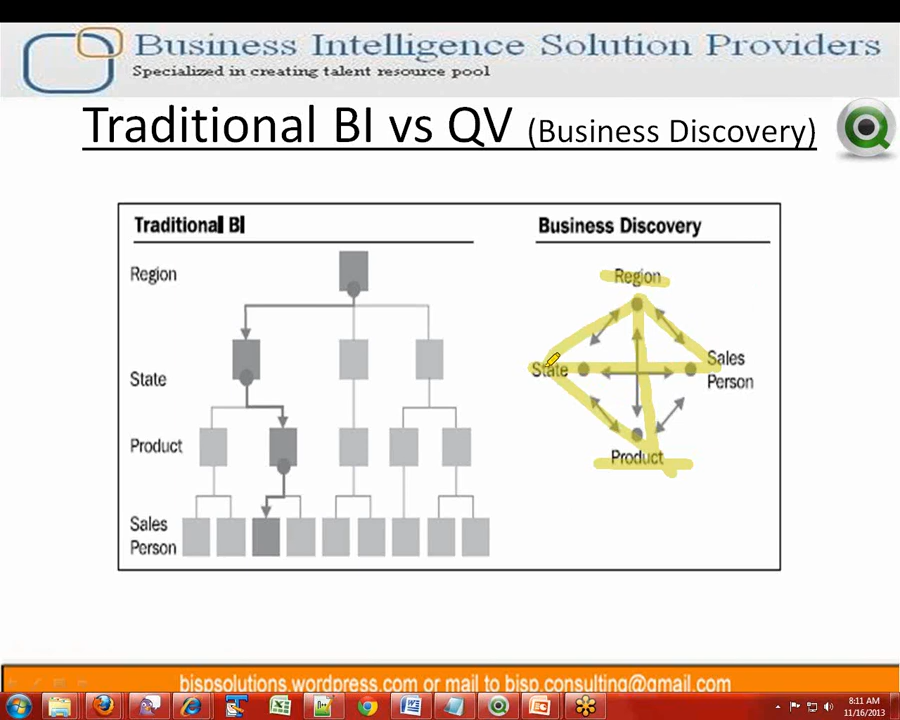 Business Intelligence Solution Providers
Specialized in creating talent resource pool
Traditional BI vs QV (Business Discovery)
Traditional BI
Region
State
Product
Sales
Person
Business Discovery
Region
State
Sales
Person
Product
bispsolutions.wordpress.com or mail to bisp.consulting@gmail.com
8:11 AM
11/16/2013